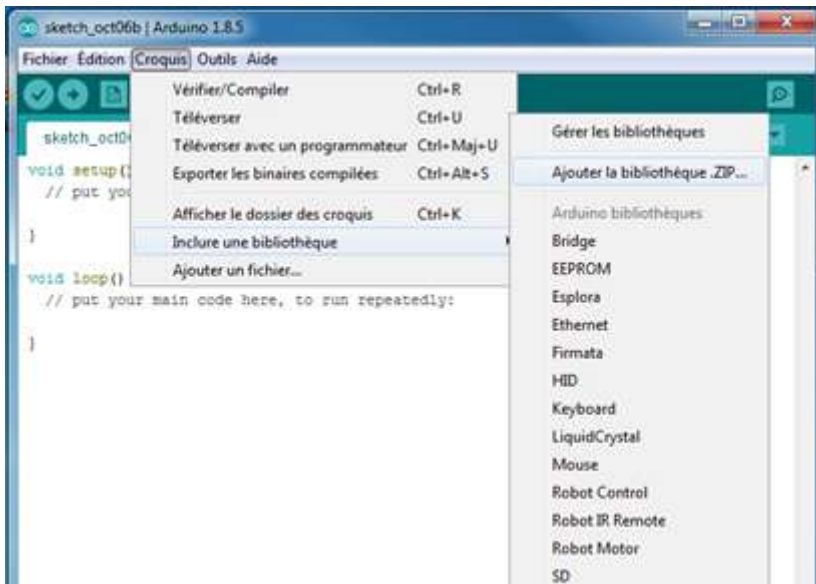 sketch_oct06b | Arduino 1.8.5
Fichier Édition Croquis Outils Aide
sketch_oct0
void setup()
// put you
}
void loop()
// put your main code here, to run repeatedly:
}
Vérifier/Compiler Ctrl+R
Téléverser Ctrl+U
Téléverser avec un programmateur Ctrl+Maj+U
Exporter les binaires compilées Ctrl+Alt+S
Afficher le dossier des croquis Ctrl+K
Inclure une bibliothèque
Ajouter un fichier...
Gérer les bibliothèques
Ajouter la bibliothèque .ZIP...
Arduino bibliothèques
Bridge
EEPROM
Esplora
Ethernet
Firmata
HID
Keyboard
LiquidCrystal
Mouse
Robot Control
Robot IR Remote
Robot Motor
SD